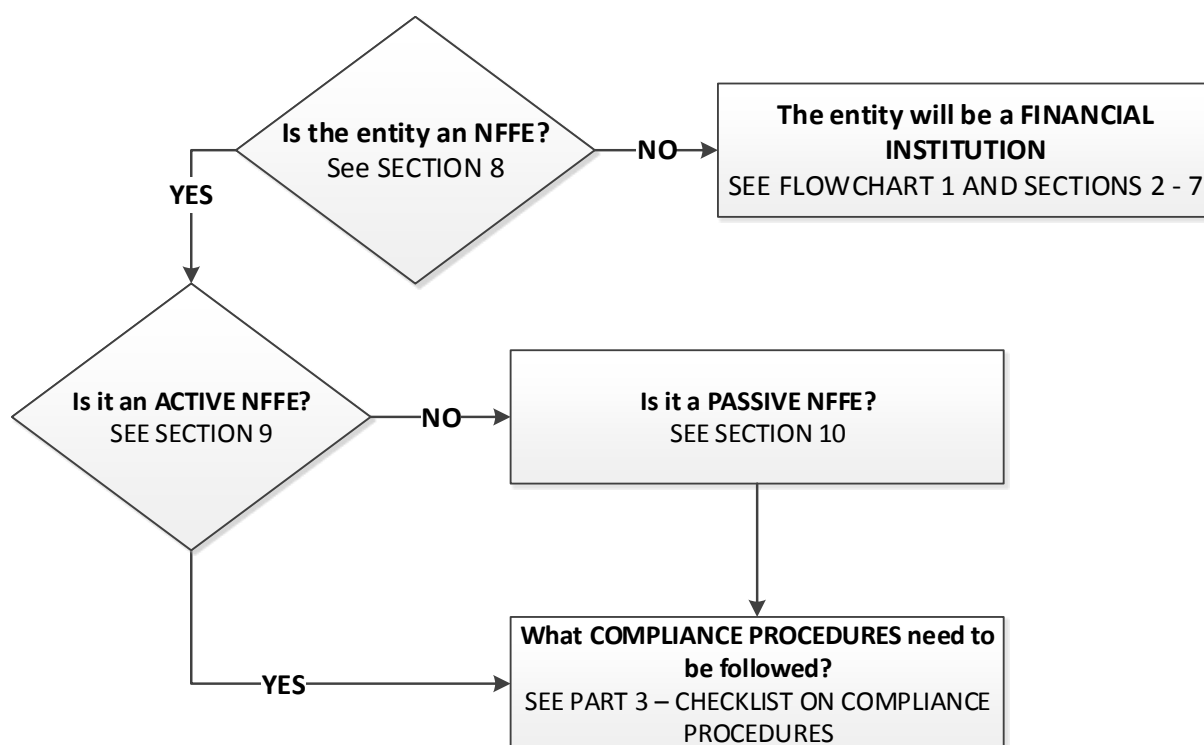 Is the entity an NFFE?
See SECTION 8
NO
The entity will be a FINANCIAL
INSTITUTION
SEE FLOWCHART 1 AND SECTIONS 2 - 7
YES
Is it an ACTIVE NFFE?
SEE SECTION 9
NO
Is it a PASSIVE NFFE?
SEE SECTION 10
YES
What COMPLIANCE PROCEDURES need to
be followed?
SEE PART 3 – CHECKLIST ON COMPLIANCE
PROCEDURES